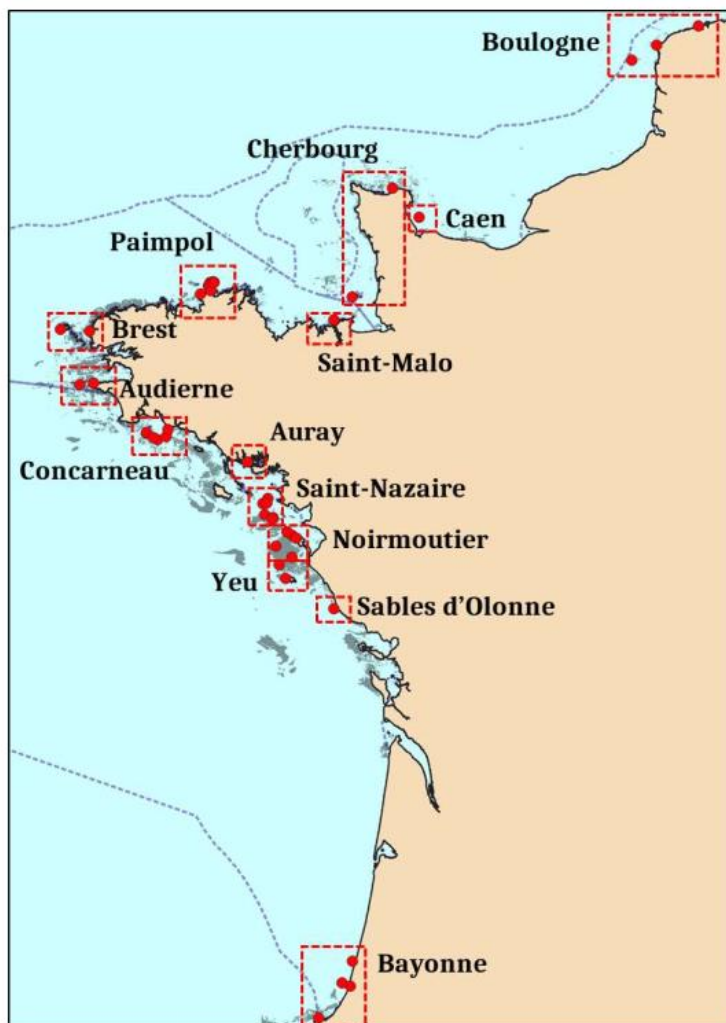 Boulogne
Cherbourg
Caen
Paimpol
Brest
Saint-Malo
Audierne
Auray
Concarneau
Saint-Nazaire
Noirmoutier
Yeu
Sables d'Olonne
Bayonne